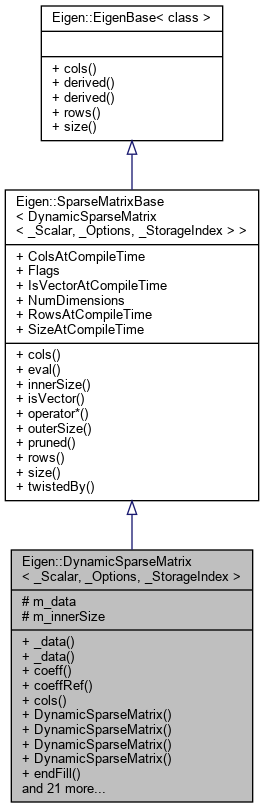 Eigen::EigenBase< class >
+ cols()
+ derived()
+ derived()
+ rows()
+ size()
Eigen::SparseMatrixBase
< DynamicSparseMatrix
< _Scalar, _Options, _StorageIndex > >
+ ColsAtCompileTime
+ Flags
+ IsVectorAtCompileTime
+ NumDimensions
+ RowsAtCompileTime
+ SizeAtCompileTime
+ cols()
+ eval()
+ innerSize()
+ isVector()
+ operator*()
+ outerSize()
+ pruned()
+ rows()
+ size()
+ twistedBy()
Eigen::DynamicSparseMatrix
< _Scalar, _Options, _StorageIndex >
# m_data
# m_innerSize
+ _data()
+ _data()
+ coeff()
+ coeffRef()
+ cols()
+ DynamicSparseMatrix()
+ DynamicSparseMatrix()
+ DynamicSparseMatrix()
+ DynamicSparseMatrix()
+ endFill()
and 21 more...